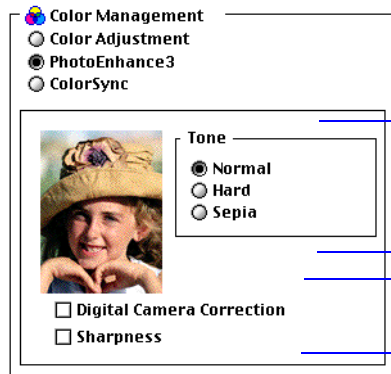 Color Management
Color Adjustment
PhotoEnhance3
ColorSync
Tone
Normal
Hard
Sepia
Digital Camera Correction
Sharpness